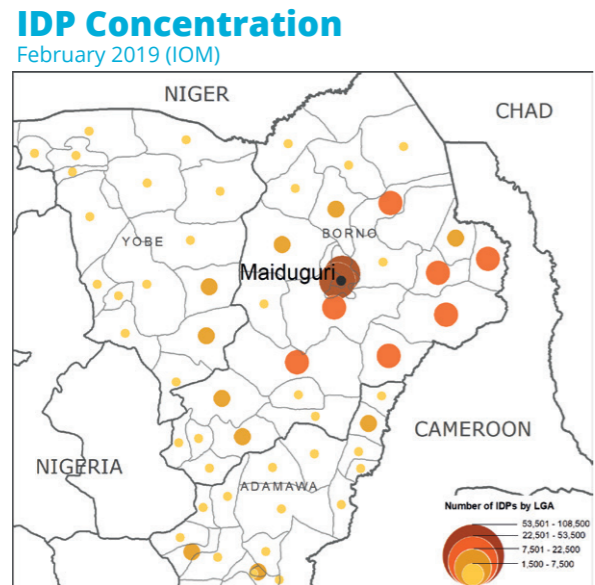 IDP Concentration
February 2019 (IOM)
NIGER
CHAD
BORNO
YOBE
Maiduguri
CAMEROON
NIGERIA
ADAMAWA
Number of IDPs by LGA
53,501 - 108,500
22,501 - 53,500
7,501 - 22,500
1,500 - 7,500